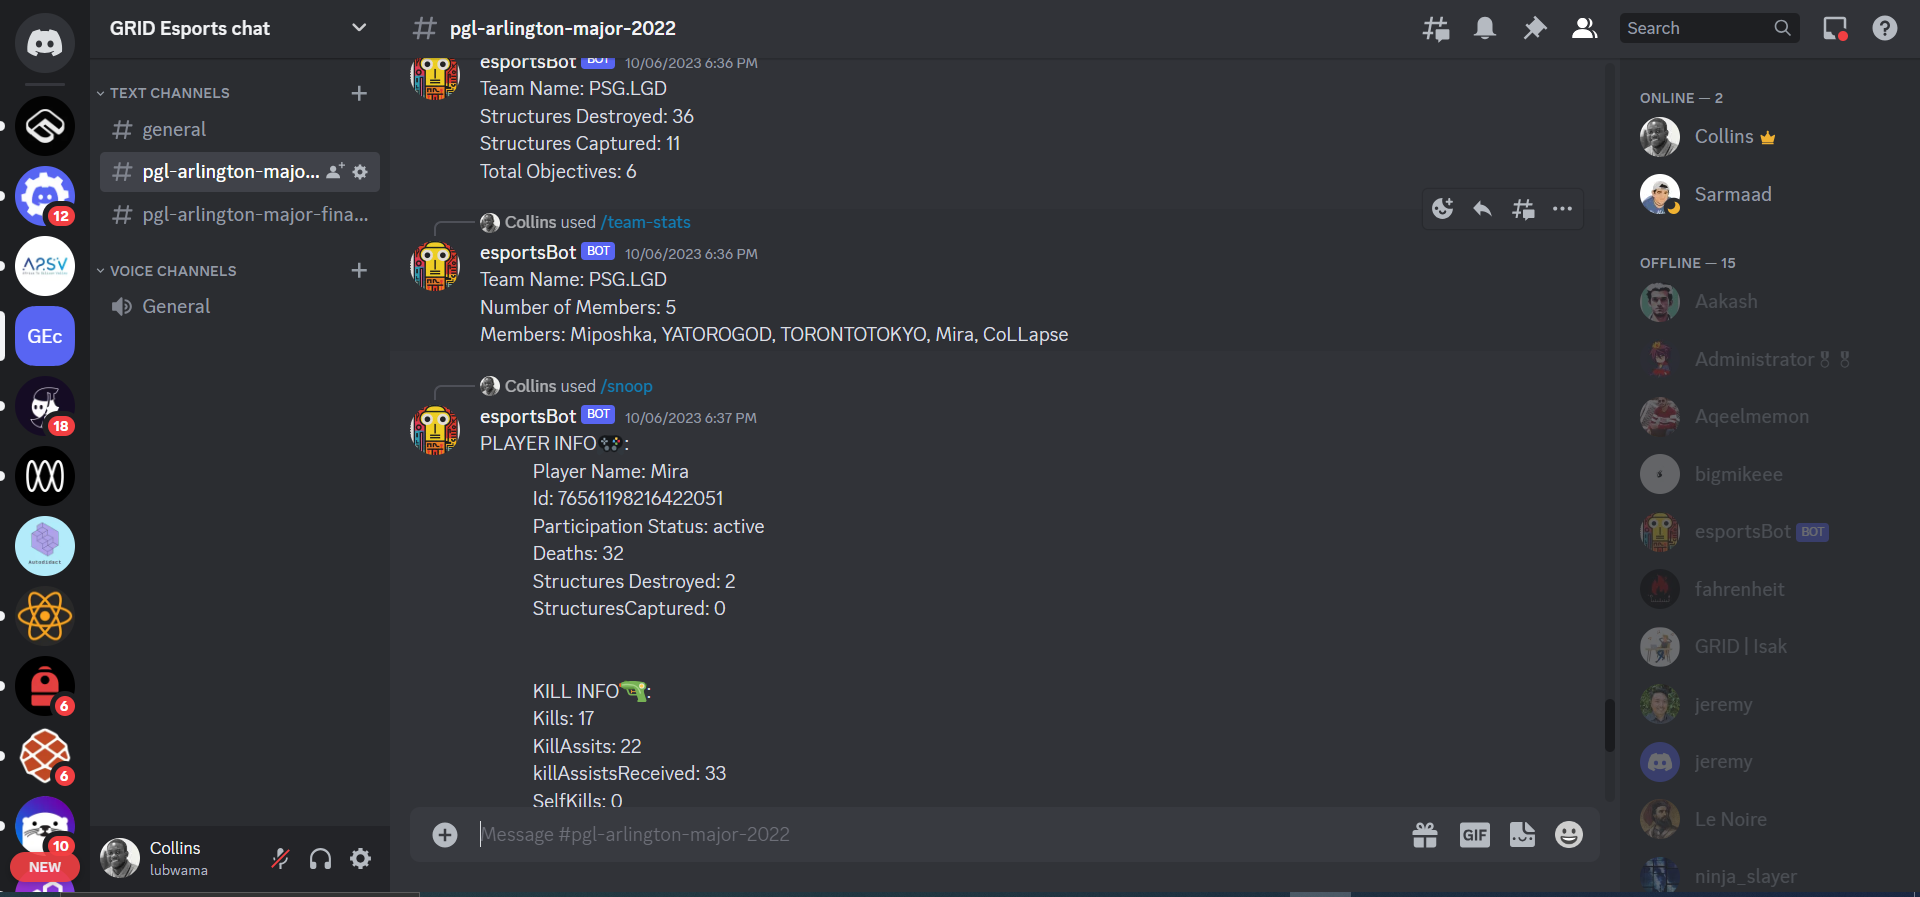 GRID Esports chat
TEXT CHANNELS
general
pgl-arlington-majo...
pgl-arlington-major-fina...
VOICE CHANNELS
General
12
APSV
GEc
18
Autodidact
6
6
10
NEW
Collins
lubwama
pgl-arlington-major-2022
Search
esportsBot BOT 10/06/2023 6:36 PM
Team Name: PSG.LGD
Structures Destroyed: 36
Structures Captured: 11
Total Objectives: 6
Collins used /team-stats
esportsBot BOT 10/06/2023 6:36 PM
Team Name: PSG.LGD
Number of Members: 5
Members: Miposhka, YATOROGOD, TORONTOTOKYO, Mira, CoLLapse
Collins used /snoop
esportsBot BOT 10/06/2023 6:37 PM
PLAYER INFO🎮:
Player Name: Mira
Id: 76561198216422051
Participation Status: active
Deaths: 32
Structures Destroyed: 2
StructuresCaptured: 0
KILL INFO🔫:
Kills: 17
KillAssits: 22
killAssistsReceived: 33
SelfKills: 0
Message #pgl-arlington-major-2022
GIF
ONLINE — 2
Collins
Sarmaad
OFFLINE — 15
Aakash
Administrator 🎖 🎖
Aqeelmemon
bigmikeee
esportsBot BOT
fahrenheit
GRID | Isak
jeremy
jeremy
Le Noire
ninja_slayer